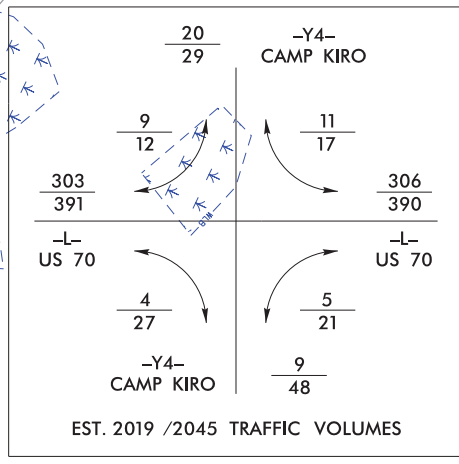 20
29
–Y4–
CAMP KIRO
9
12
11
17
303
391
306
390
WLB
–L–
US 70
–L–
US 70
4
27
5
21
–Y4–
CAMP KIRO
9
48
EST. 2019 /2045 TRAFFIC VOLUMES